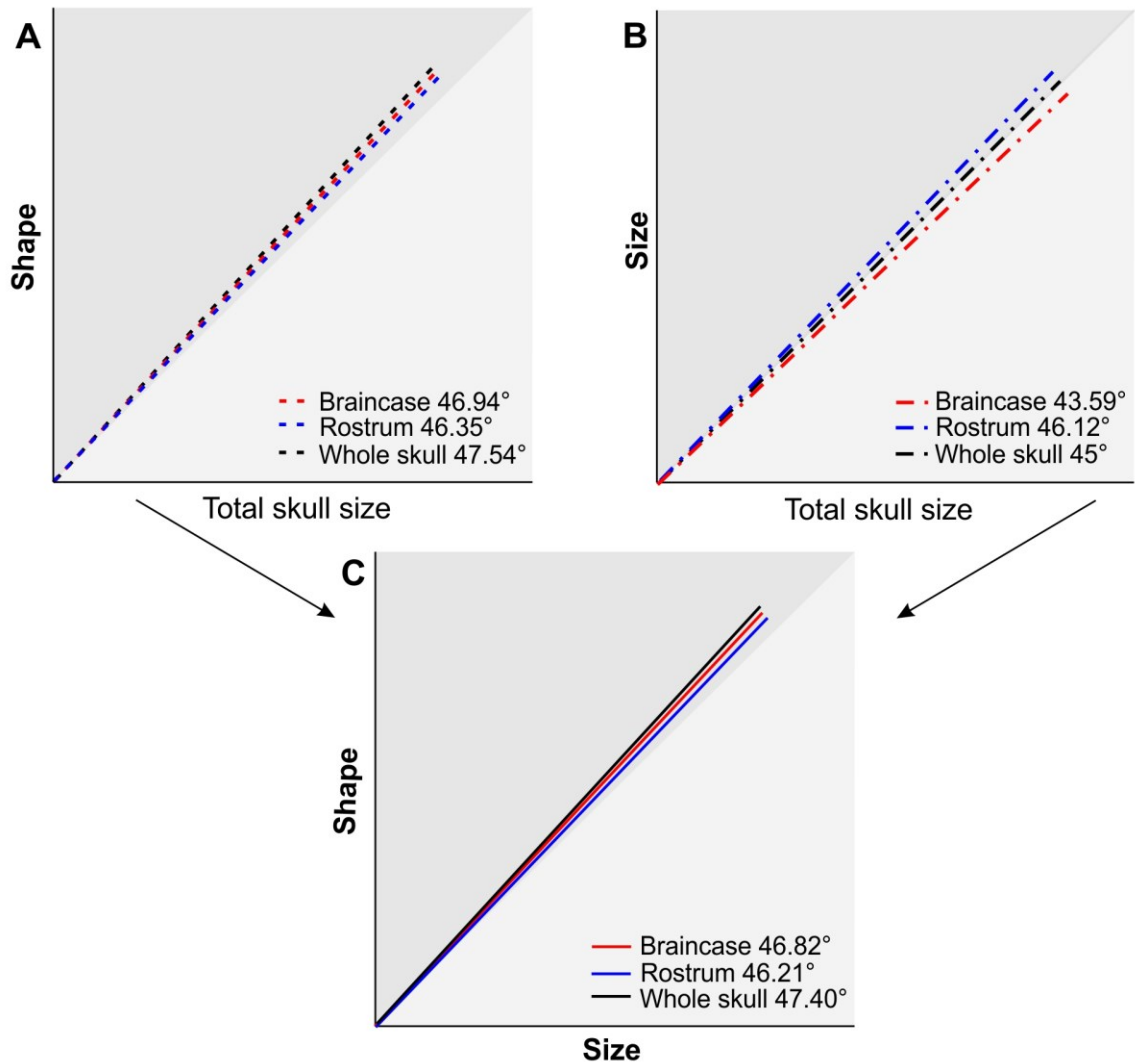 A
Shape
Braincase 46.94°
Rostrum 46.35°
Whole skull 47.54°
Total skull size
B
Size
Braincase 43.59°
Rostrum 46.12°
Whole skull 45°
Total skull size
C
Shape
Braincase 46.82°
Rostrum 46.21°
Whole skull 47.40°
Size